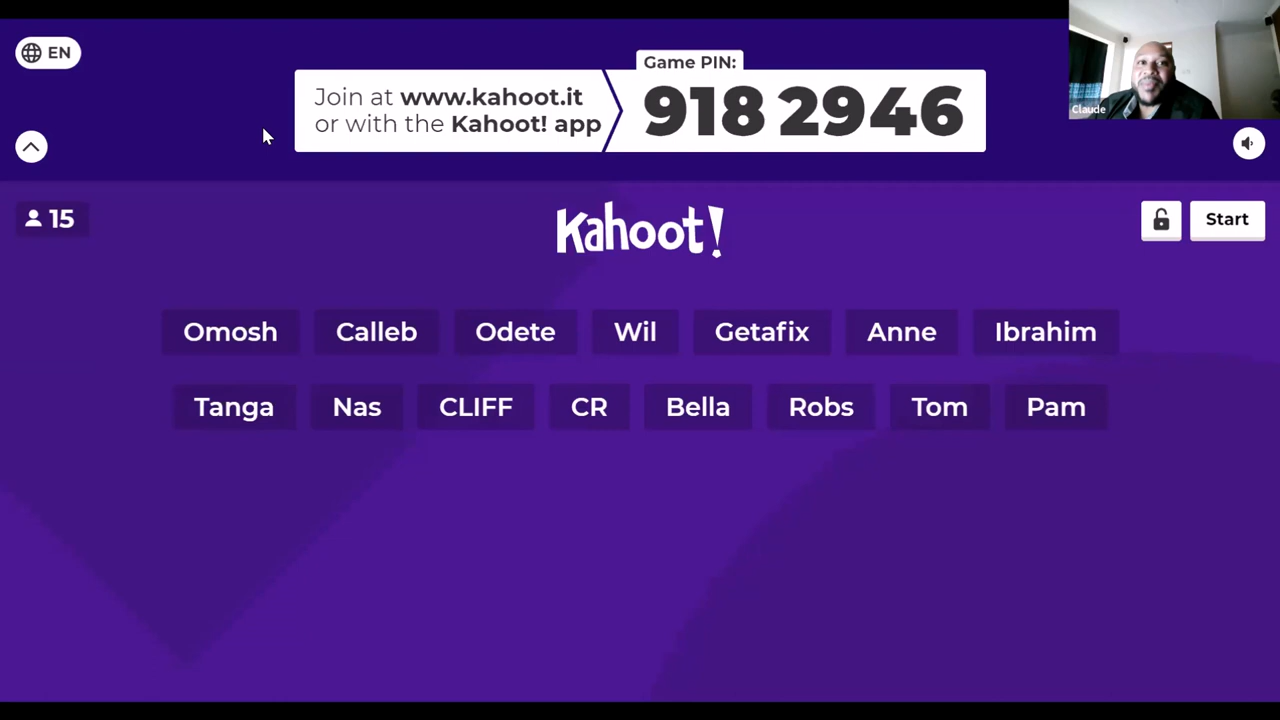 EN
Game PIN:
Join at www.kahoot.it
or with the Kahoot! app
918 2946
Claude
15
Kahoot!
Start
Omosh Calleb Odete Wil Getafix Anne Ibrahim
Tanga Nas CLIFF CR Bella Robs Tom Pam